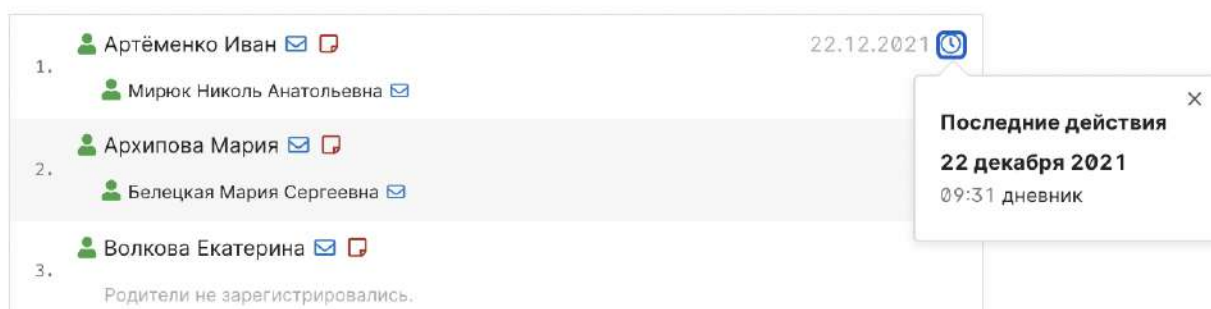 1.
Артёменко Иван
22.12.2021
Мирюк Николь Анатольевна
2.
Архипова Мария
Белецкая Мария Сергеевна
3.
Волкова Екатерина
Родители не зарегистрировались.
Последние действия
22 декабря 2021
09:31 дневник